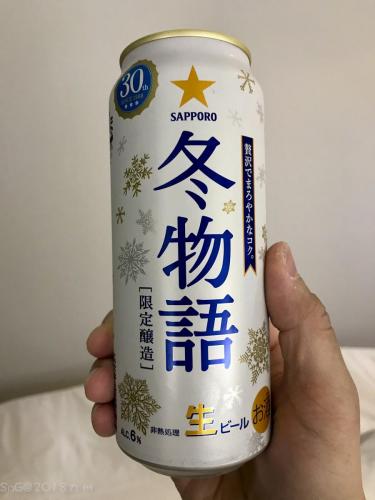 30th
SAPPORO
冬物語
贅沢でまろやかなコク。
[限定醸造]
ALC.6%
非熱処理
生ビール
お酒